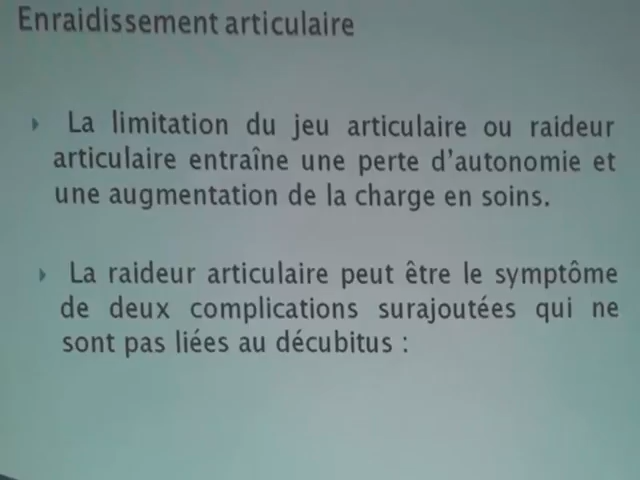 Enraidissement articulaire
La limitation du jeu articulaire ou raideur
articulaire entraîne une perte d'autonomie et
une augmentation de la charge en soins.
La raideur articulaire peut être le symptôme
de deux complications surajoutées qui ne
sont pas liées au décubitus :